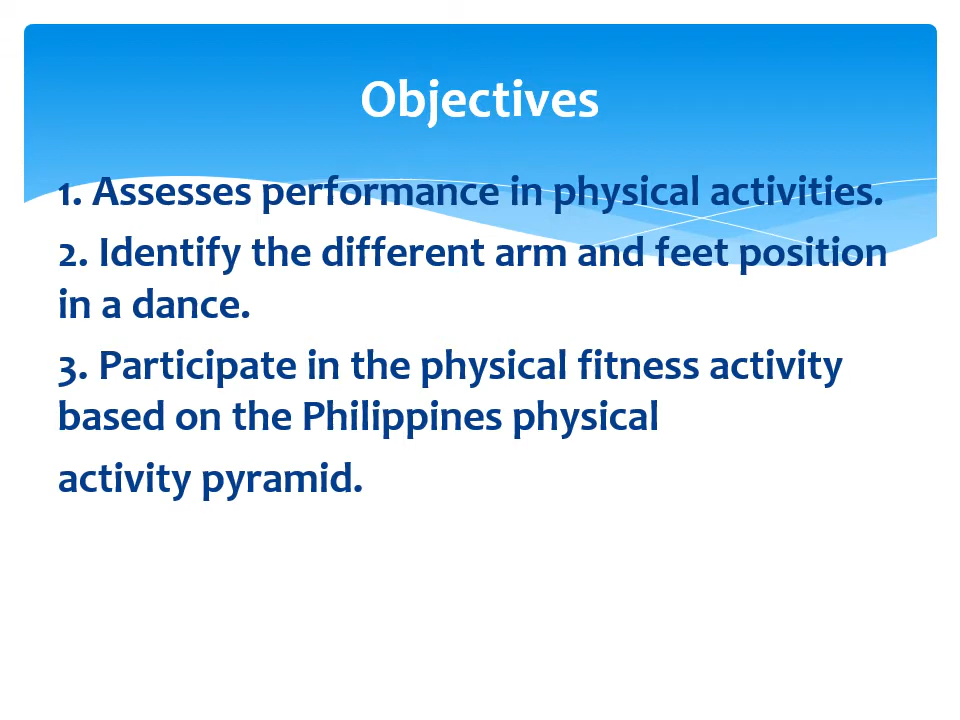 Objectives
1. Assesses performance in physical activities.
2. Identify the different arm and feet position
in a dance.
3. Participate in the physical fitness activity
based on the Philippines physical
activity pyramid.